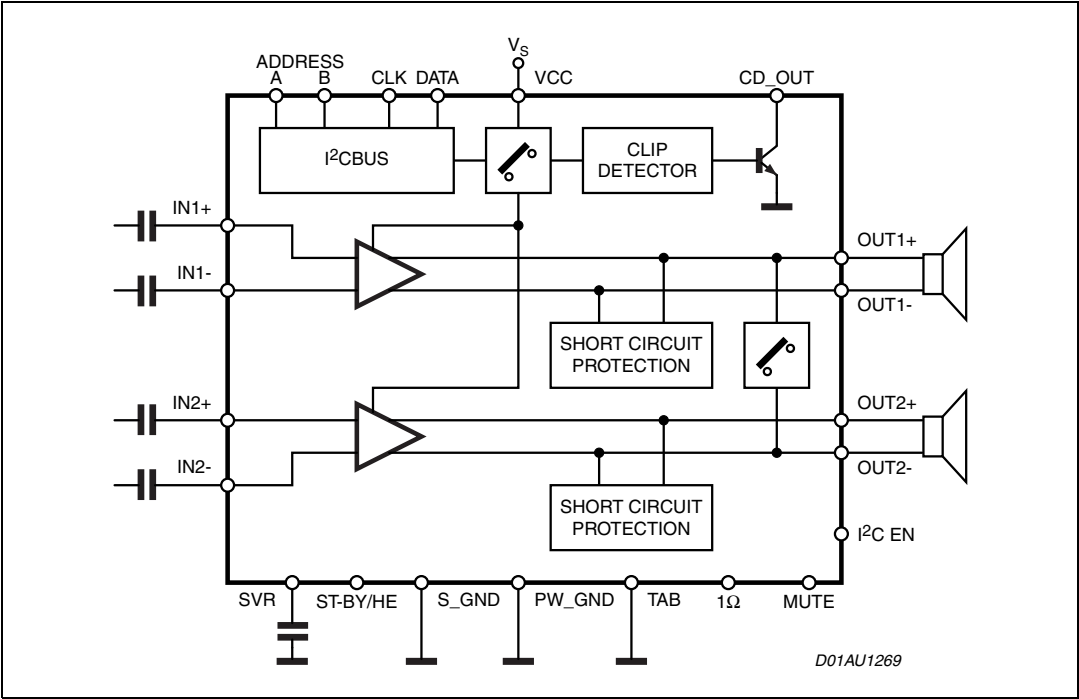 V_S
ADDRESS
A B CLK DATA VCC CD_OUT
I²CBUS
CLIP
DETECTOR
IN1+
OUT1+
IN1-
OUT1-
SHORT CIRCUIT
PROTECTION
IN2+
OUT2+
IN2-
OUT2-
SHORT CIRCUIT
PROTECTION
I²C EN
SVR ST-BY/HE S_GND PW_GND TAB 1Ω MUTE
D01AU1269